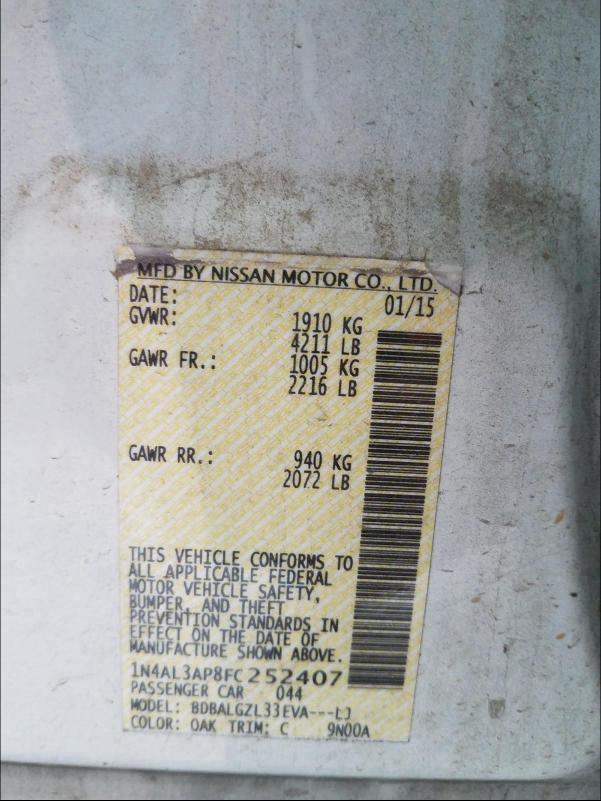 MFD BY NISSAN MOTOR CO., LTD.
DATE: 01/15
GVWR: 1910 KG
4211 LB
GAWR FR.: 1005 KG
2216 LB
GAWR RR.: 940 KG
2072 LB
THIS VEHICLE CONFORMS TO
ALL APPLICABLE FEDERAL
MOTOR VEHICLE SAFETY,
BUMPER, AND THEFT
PREVENTION STANDARDS IN
EFFECT ON THE DATE OF
MANUFACTURE SHOWN ABOVE.
1N4AL3AP8FC252407
PASSENGER CAR 044
MODEL: BDBALGZL33EVA---LJ
COLOR: QAK TRIM: C 9N00A